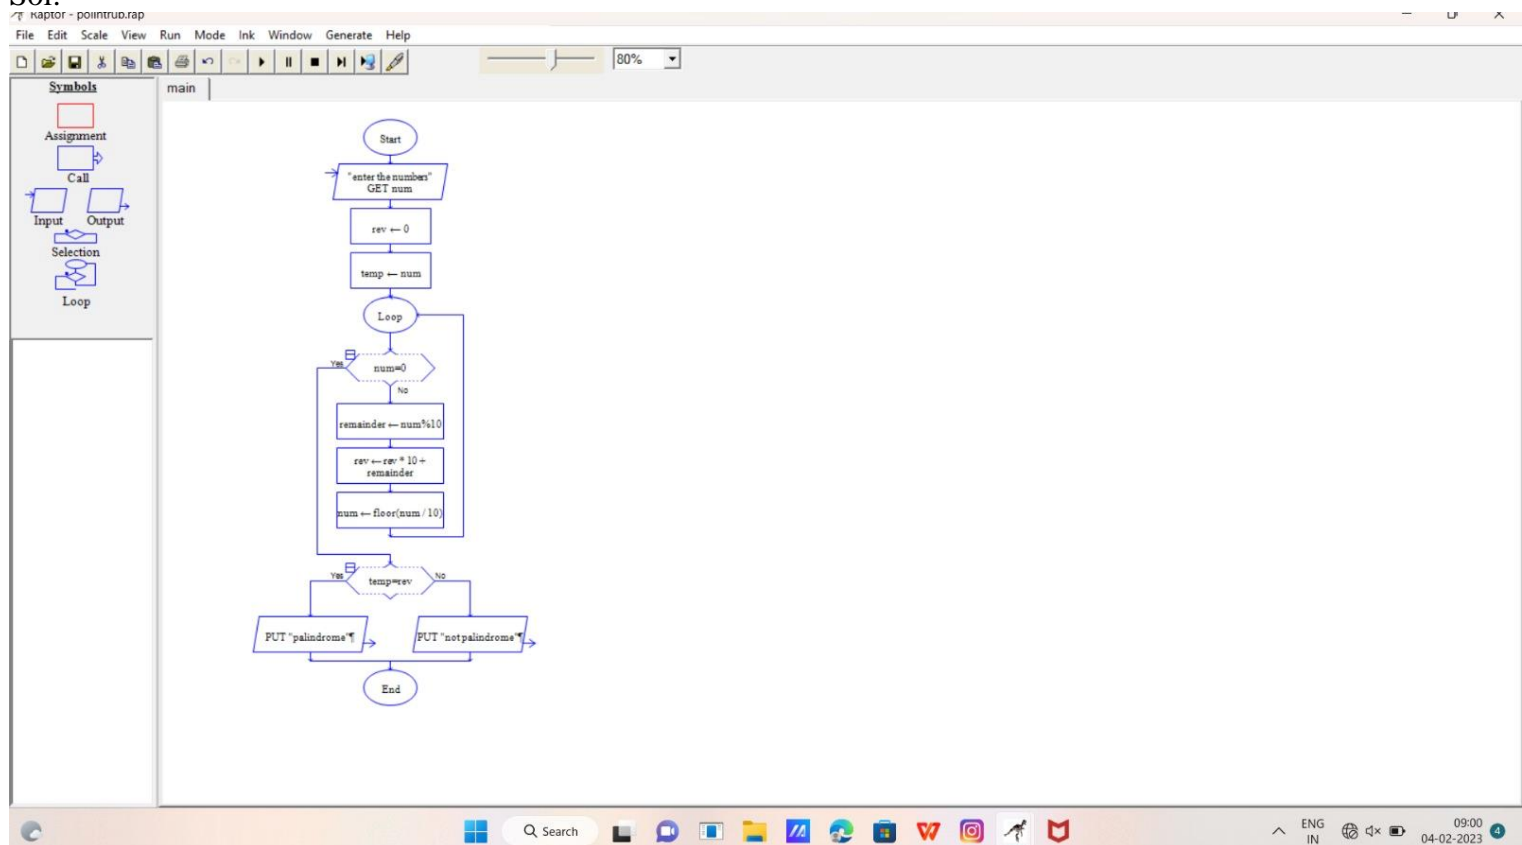 Sol:
Raptor - polintrub.rap
File Edit Scale View Run Mode Ink Window Generate Help
80%
Symbols
main
Assignment
Call
Input Output
Selection
Loop
Start
"enter the numbers"
GET num
rev ← 0
temp ← num
Loop
Yes
num=0
No
remainder ← num%10
rev ← rev * 10 +
remainder
num ← floor(num / 10)
Yes
temp=rev
No
PUT "palindrome"¶
PUT "not palindrome"¶
End
Search
ENG
IN
09:00
04-02-2023
4